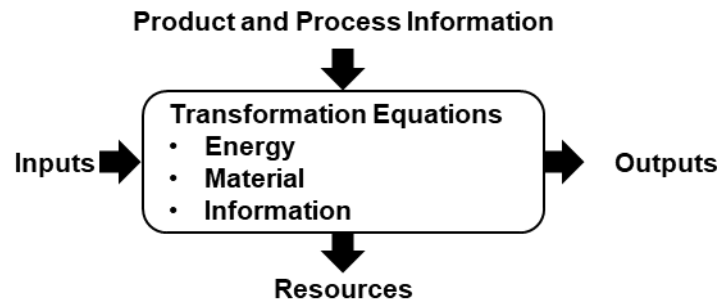 Product and Process Information
Transformation Equations
• Energy
Inputs
• Material
Outputs
• Information
Resources